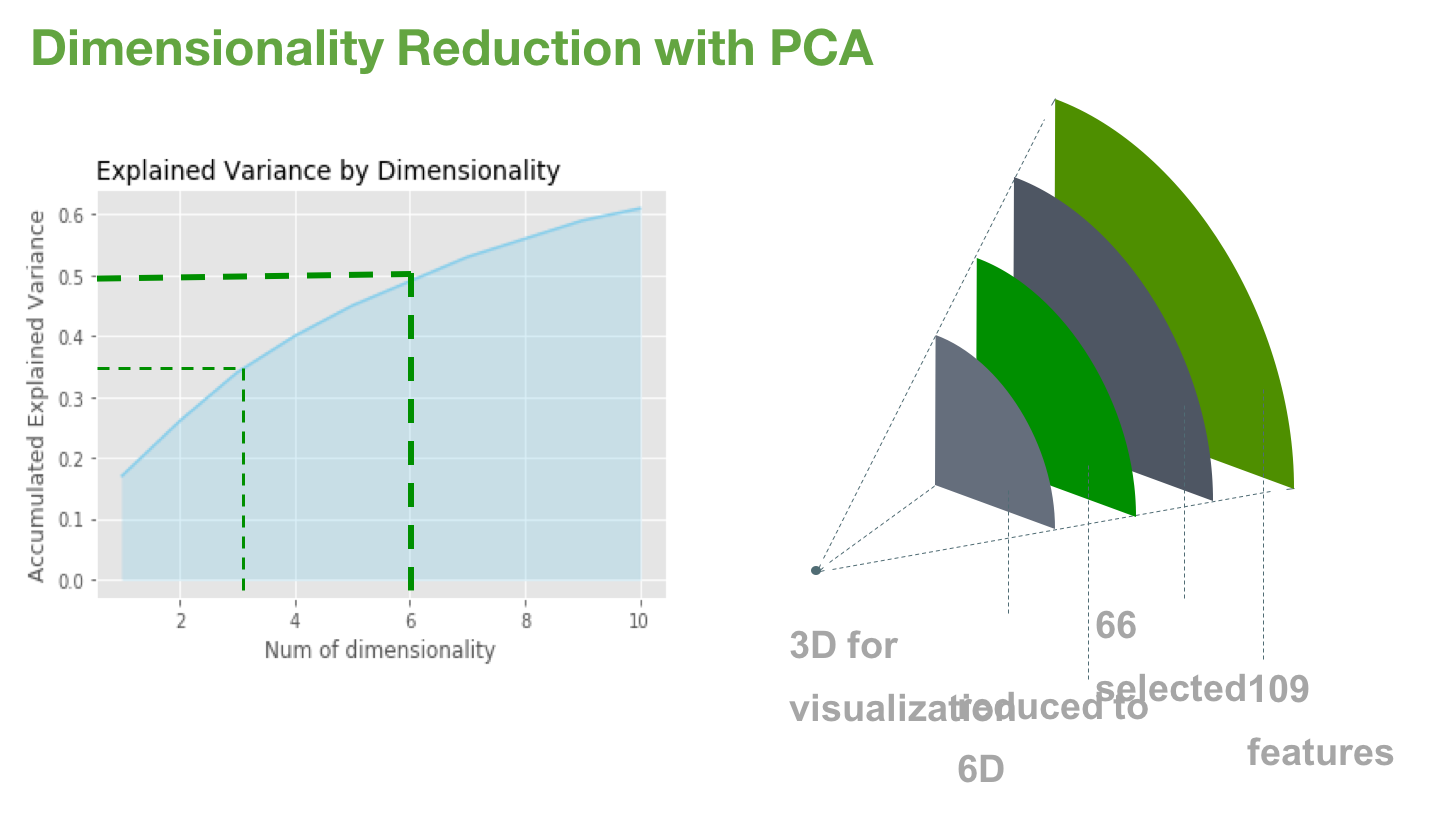 Dimensionality Reduction with PCA
Explained Variance by Dimensionality
Accumulated Explained Variance
0.6
0.5
0.4
0.3
0.2
0.1
0.0
2 4 6 8 10
Num of dimensionality
3D for
visualization
reduced to
6D
66
selected
109
features